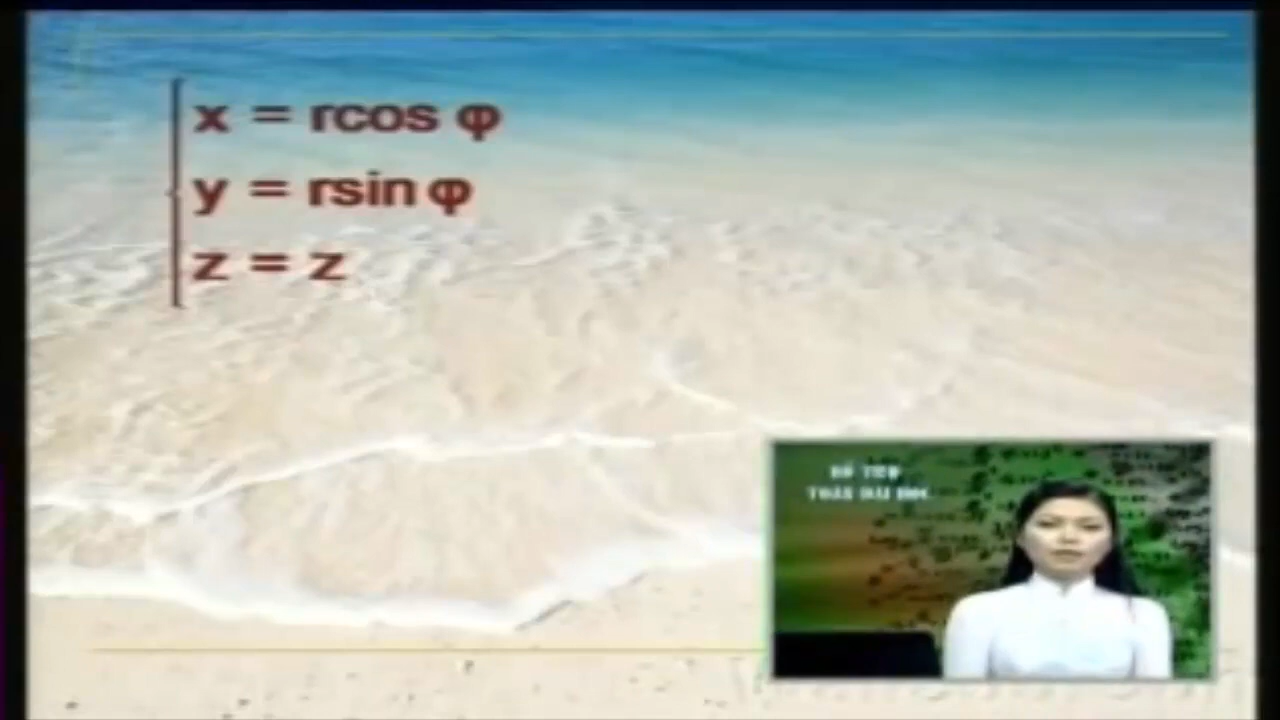 x = rcos φ
y = rsin φ
z = z